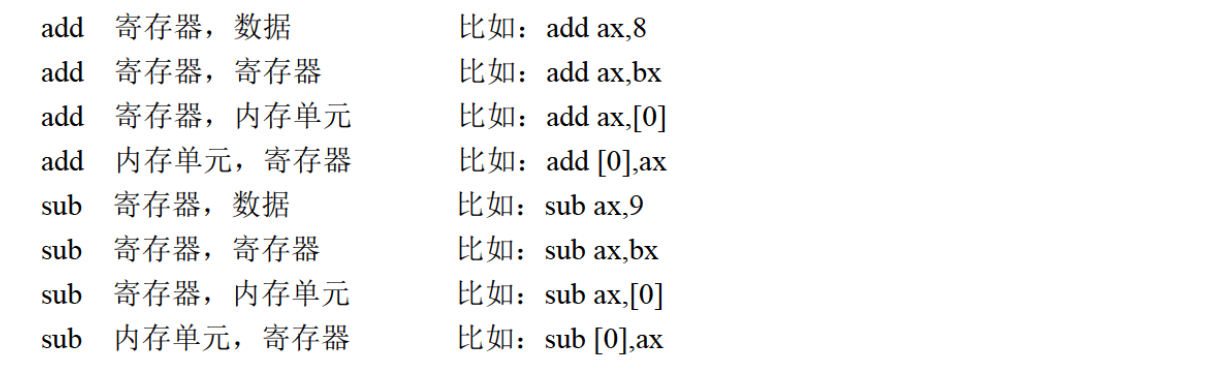 add 寄存器，数据 比如：add ax,8
add 寄存器，寄存器 比如：add ax,bx
add 寄存器，内存单元 比如：add ax,[0]
add 内存单元，寄存器 比如：add [0],ax
sub 寄存器，数据 比如：sub ax,9
sub 寄存器，寄存器 比如：sub ax,bx
sub 寄存器，内存单元 比如：sub ax,[0]
sub 内存单元，寄存器 比如：sub [0],ax